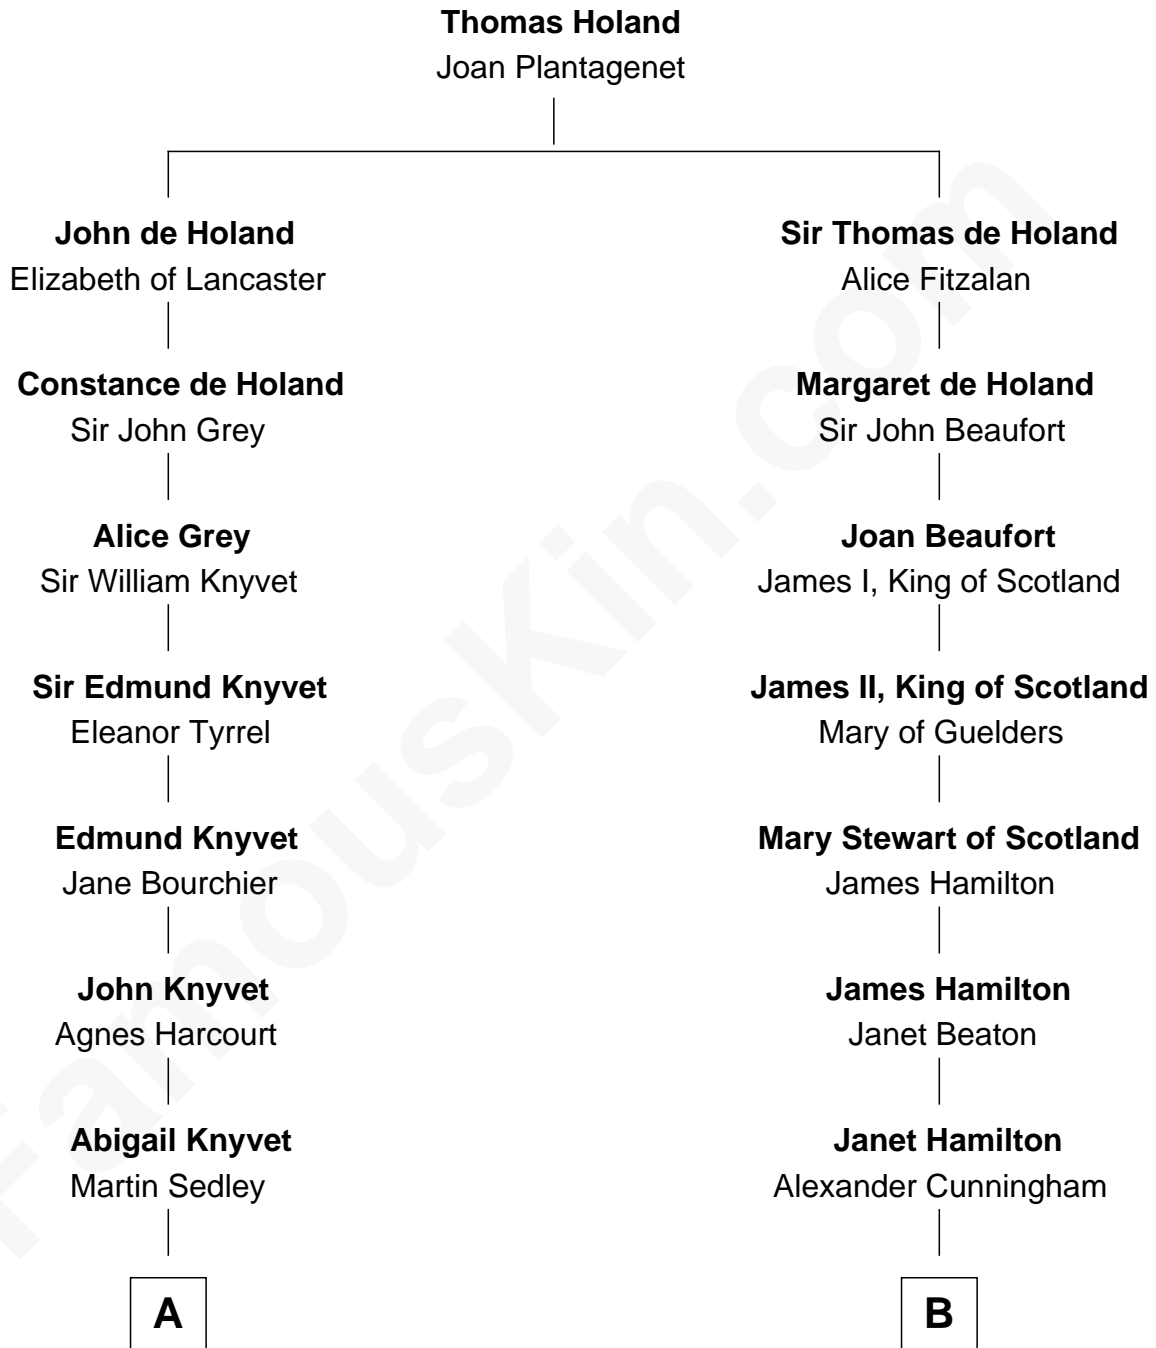 Thomas Holand
Joan Plantagenet
John de Holand
Elizabeth of Lancaster
Sir Thomas de Holand
Alice Fitzalan
Constance de Holand
Sir John Grey
Margaret de Holand
Sir John Beaufort
Alice Grey
Sir William Knyvet
Joan Beaufort
James I, King of Scotland
Sir Edmund Knyvet
Eleanor Tyrrel
James II, King of Scotland
Mary of Guelders
Edmund Knyvet
Jane Bourchier
Mary Stewart of Scotland
James Hamilton
John Knyvet
Agnes Harcourt
James Hamilton
Janet Beaton
Abigail Knyvet
Martin Sedley
Janet Hamilton
Alexander Cunningham
A
B
FamousKin.com